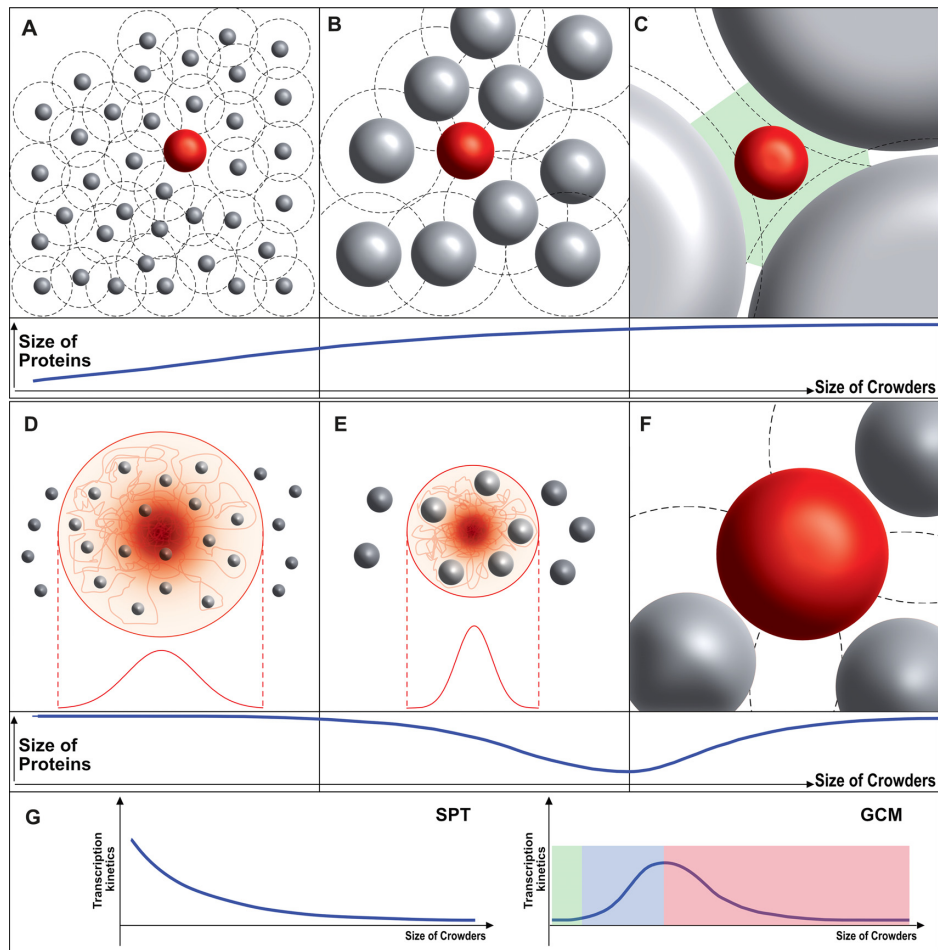 A
B
C
Size of
Proteins
Size of Crowders
D
E
F
Size of
Proteins
Size of Crowders
G
SPT
GCM
Transcription
kinetics
Size of Crowders
Transcription
kinetics
Size of Crowders